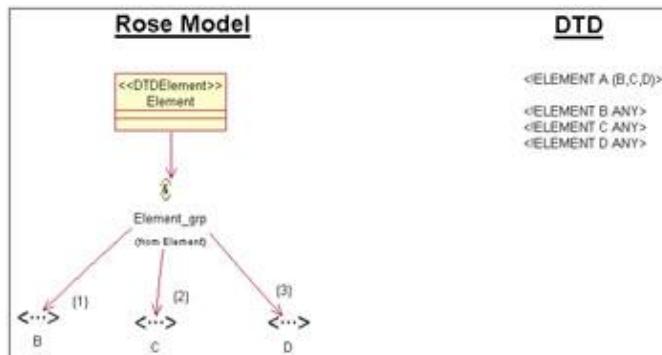 Rose Model
DTD
<<DTDElement>>
Element
<!ELEMENT A (B,C,D)>
<!ELEMENT B ANY>
<!ELEMENT C ANY>
<!ELEMENT D ANY>
&
Element_grp
(from Element)
{1}
{2}
{3}
<...>
<...>
<...>
B
C
D